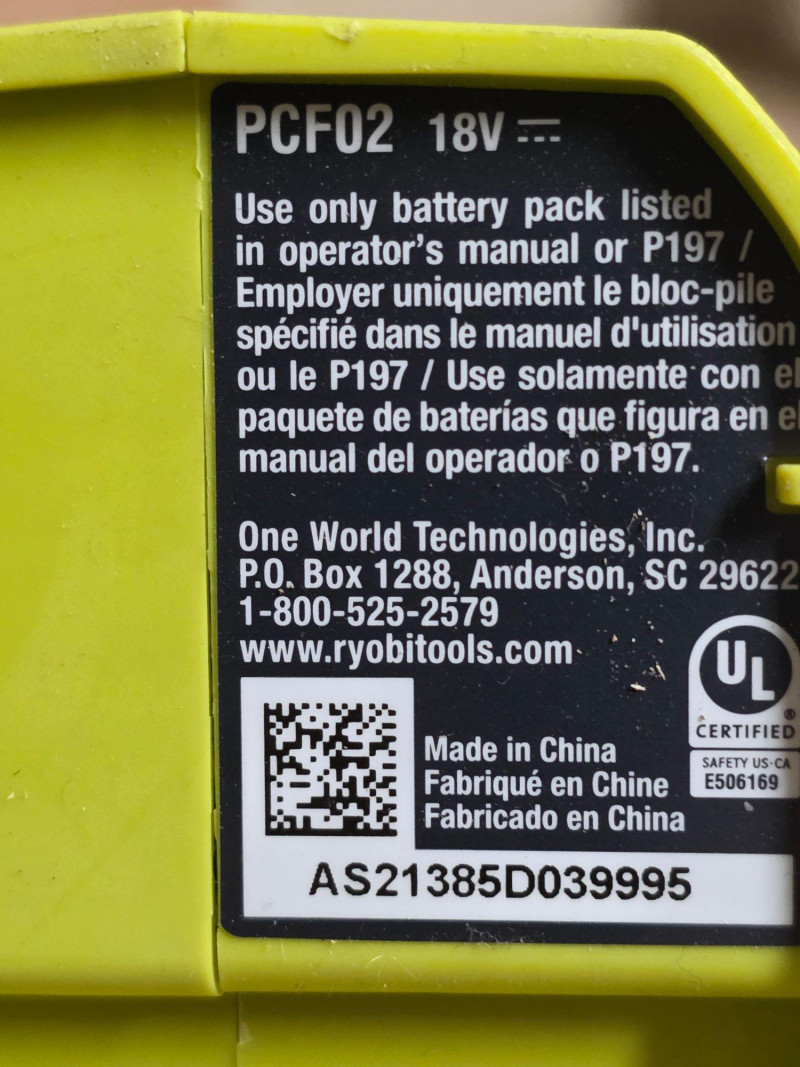 PCF02 18V
Use only battery pack listed
in operator's manual or P197 /
Employer uniquement le bloc-pile
spécifié dans le manuel d'utilisation
ou le P197 / Use solamente con el
paquete de baterías que figura en el
manual del operador o P197.
One World Technologies, Inc.
P.O. Box 1288, Anderson, SC 29622
1-800-525-2579
www.ryobitools.com
UL
®
CERTIFIED
SAFETY US·CA
E506169
Made in China
Fabriqué en Chine
Fabricado en China
AS21385D039995